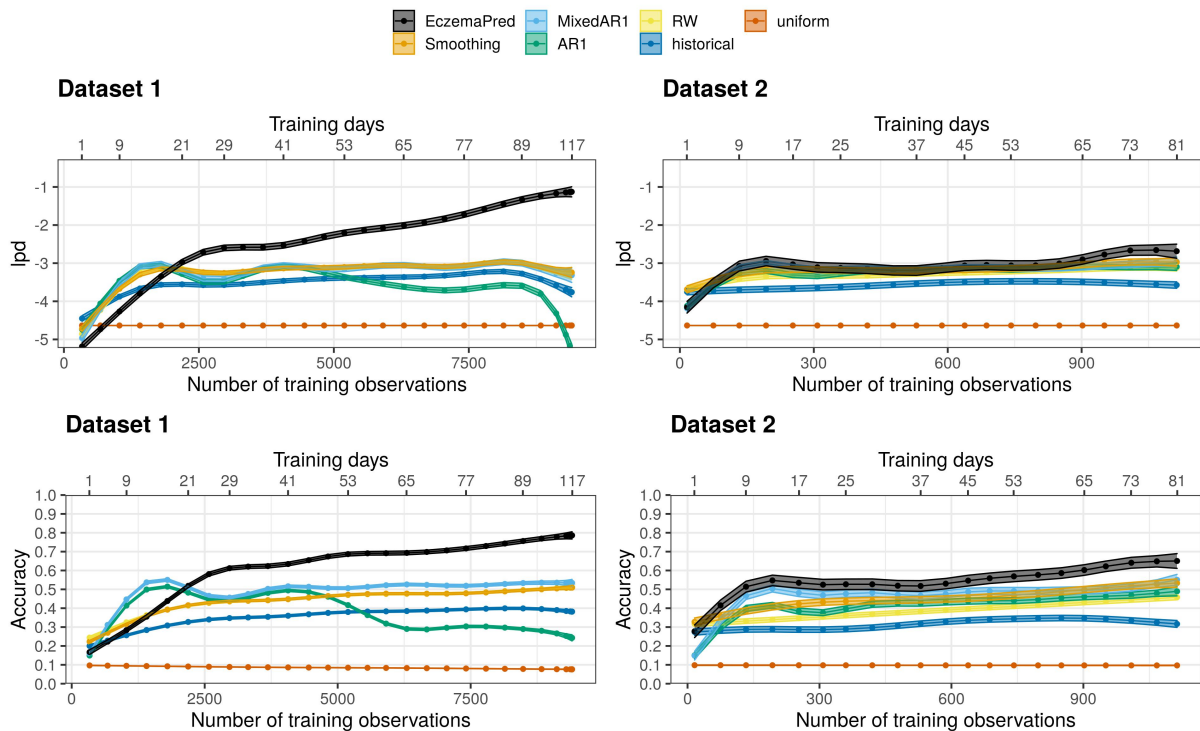 EczemaPred MixedAR1 RW uniform
Smoothing AR1 historical
Dataset 1
Training days
1 9 21 29 41 53 65 77 89 117
lpd
-1
-2
-3
-4
-5
0 2500 5000 7500
Number of training observations
Dataset 2
Training days
1 9 17 25 37 45 53 65 73 81
lpd
-1
-2
-3
-4
-5
0 300 600 900
Number of training observations
Dataset 1
Training days
1 9 21 29 41 53 65 77 89 117
Accuracy
1.0
0.9
0.8
0.7
0.6
0.5
0.4
0.3
0.2
0.1
0.0
0 2500 5000 7500
Number of training observations
Dataset 2
Training days
1 9 17 25 37 45 53 65 73 81
Accuracy
1.0
0.9
0.8
0.7
0.6
0.5
0.4
0.3
0.2
0.1
0.0
0 300 600 900
Number of training observations